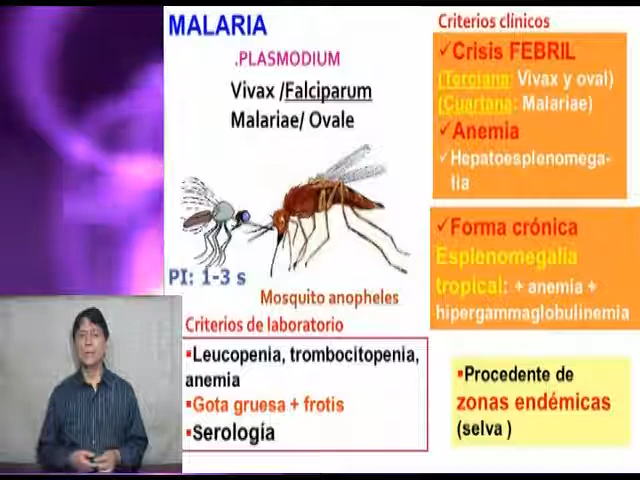 MALARIA
.PLASMODIUM
Vivax /Falciparum
Malariae/ Ovale
PI: 1-3 s
Mosquito anopheles
Criterios de laboratorio
▪Leucopenia, trombocitopenia,
anemia
▪Gota gruesa + frotis
▪Serología
Criterios clínicos
✓Crisis FEBRIL
(Terciana: Vivax y oval)
(Cuartana: Malariae)
✓Anemia
✓Hepatoesplenomega-
lia
✓Forma crónica
Esplenomegalia
tropical: + anemia +
hipergammaglobulinemia
▪Procedente de
zonas endémicas
(selva )